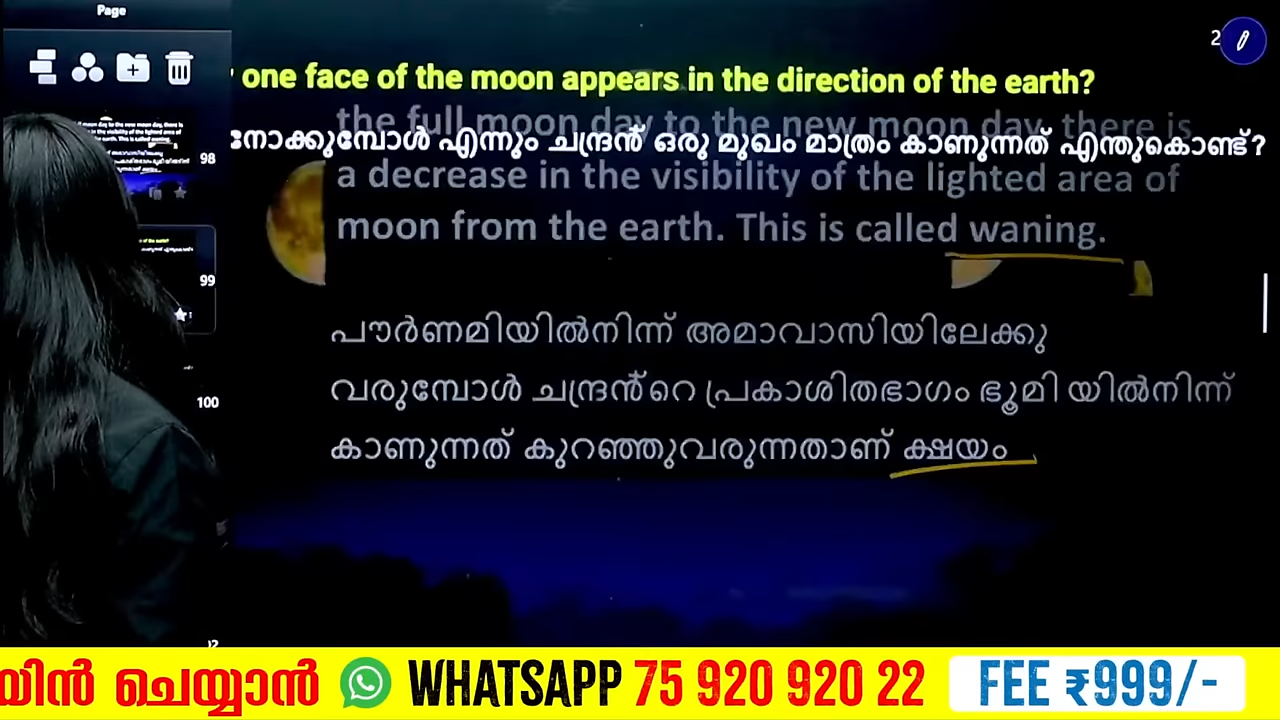 Page
2
one face of the moon appears in the direction of the earth?
the full moon day to the new moon day, there is
നോക്കുമ്പോൾ എന്നും ചന്ദ്രന്റെ ഒരു മുഖം മാത്രം കാണുന്നത് എന്തുകൊണ്ട്?
98
a decrease in the visibility of the lighted area of
moon from the earth. This is called waning.
99
പൗർണമിയിൽനിന്ന് അമാവാസിയിലേക്കു
വരുമ്പോൾ ചന്ദ്രൻ്റെ പ്രകാശിതഭാഗം ഭൂമി യിൽനിന്ന്
100
കാണുന്നത് കുറഞ്ഞുവരുന്നതാണ് ക്ഷയം
യിൻ ചെയ്യാൻ WHATSAPP 75 920 920 22 FEE ₹999/-